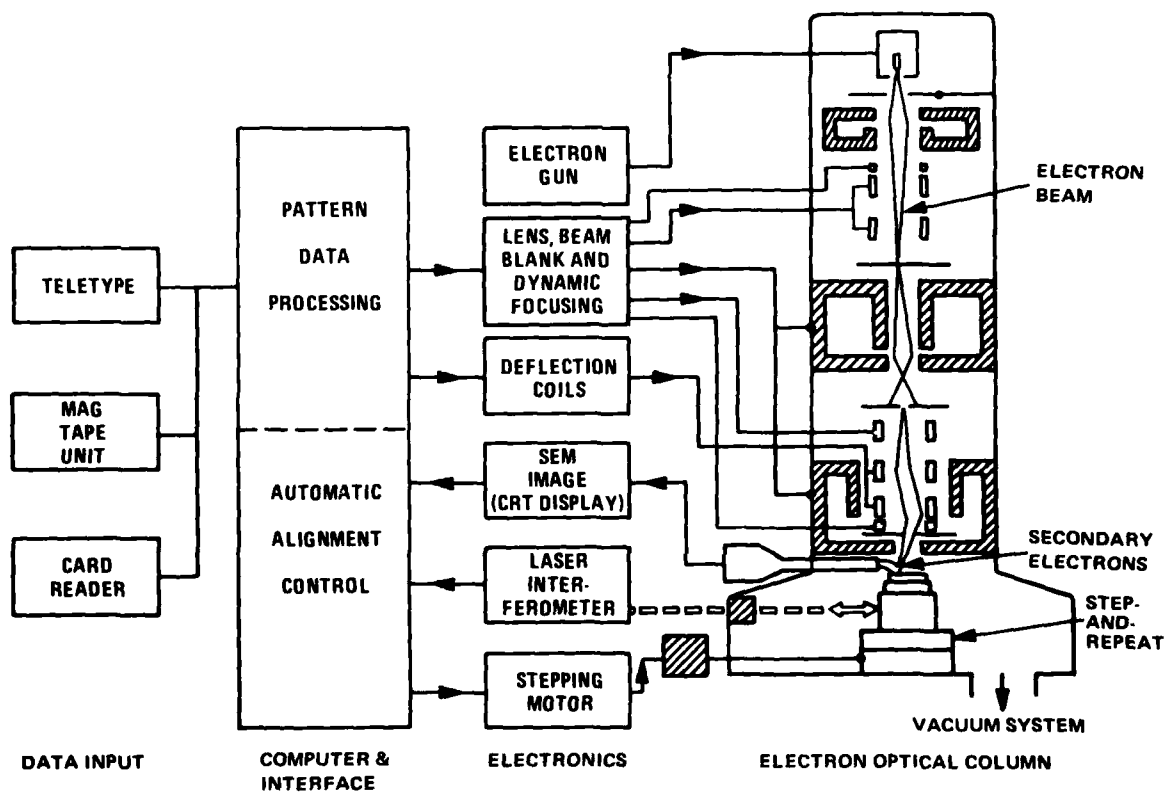 TELETYPE
MAG
TAPE
UNIT
CARD
READER
DATA INPUT
PATTERN
DATA
PROCESSING
AUTOMATIC
ALIGNMENT
CONTROL
COMPUTER &
INTERFACE
ELECTRON
GUN
LENS, BEAM
BLANK AND
DYNAMIC
FOCUSING
DEFLECTION
COILS
SEM
IMAGE
(CRT DISPLAY)
LASER
INTER-
FEROMETER
STEPPING
MOTOR
ELECTRONICS
ELECTRON
BEAM
SECONDARY
ELECTRONS
STEP-
AND-
REPEAT
VACUUM SYSTEM
ELECTRON OPTICAL COLUMN